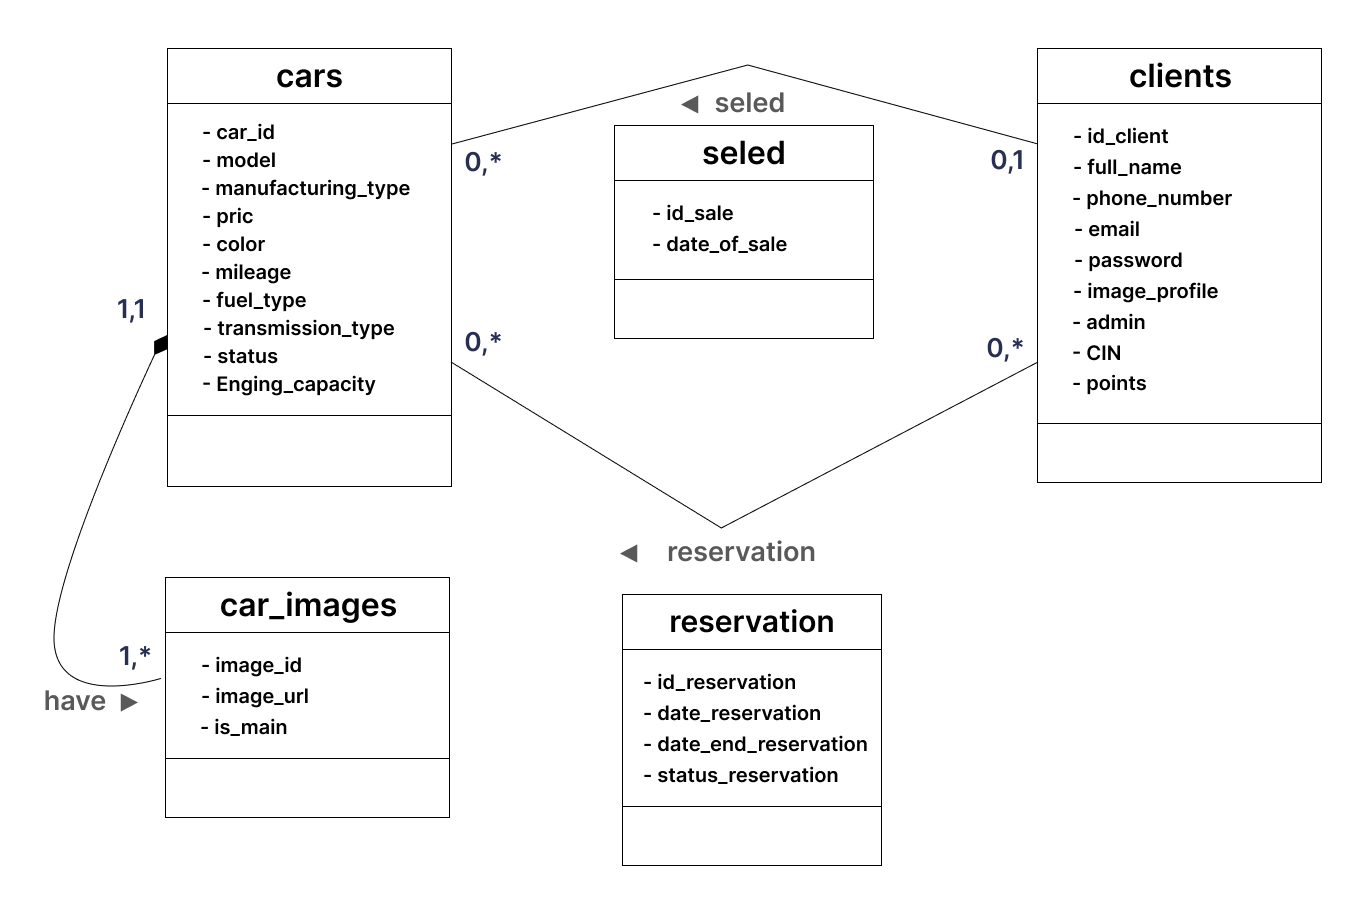 cars
- car_id
- model
- manufacturing_type
- pric
- color
- mileage
- fuel_type
- transmission_type
- status
- Enging_capacity
◄ seled
seled
- id_sale
- date_of_sale
clients
- id_client
- full_name
- phone_number
- email
- password
- image_profile
- admin
- CIN
- points
0,*
0,1
1,1
0,*
0,*
◄ reservation
reservation
- id_reservation
- date_reservation
- date_end_reservation
- status_reservation
car_images
- image_id
- image_url
- is_main
1,*
have ►